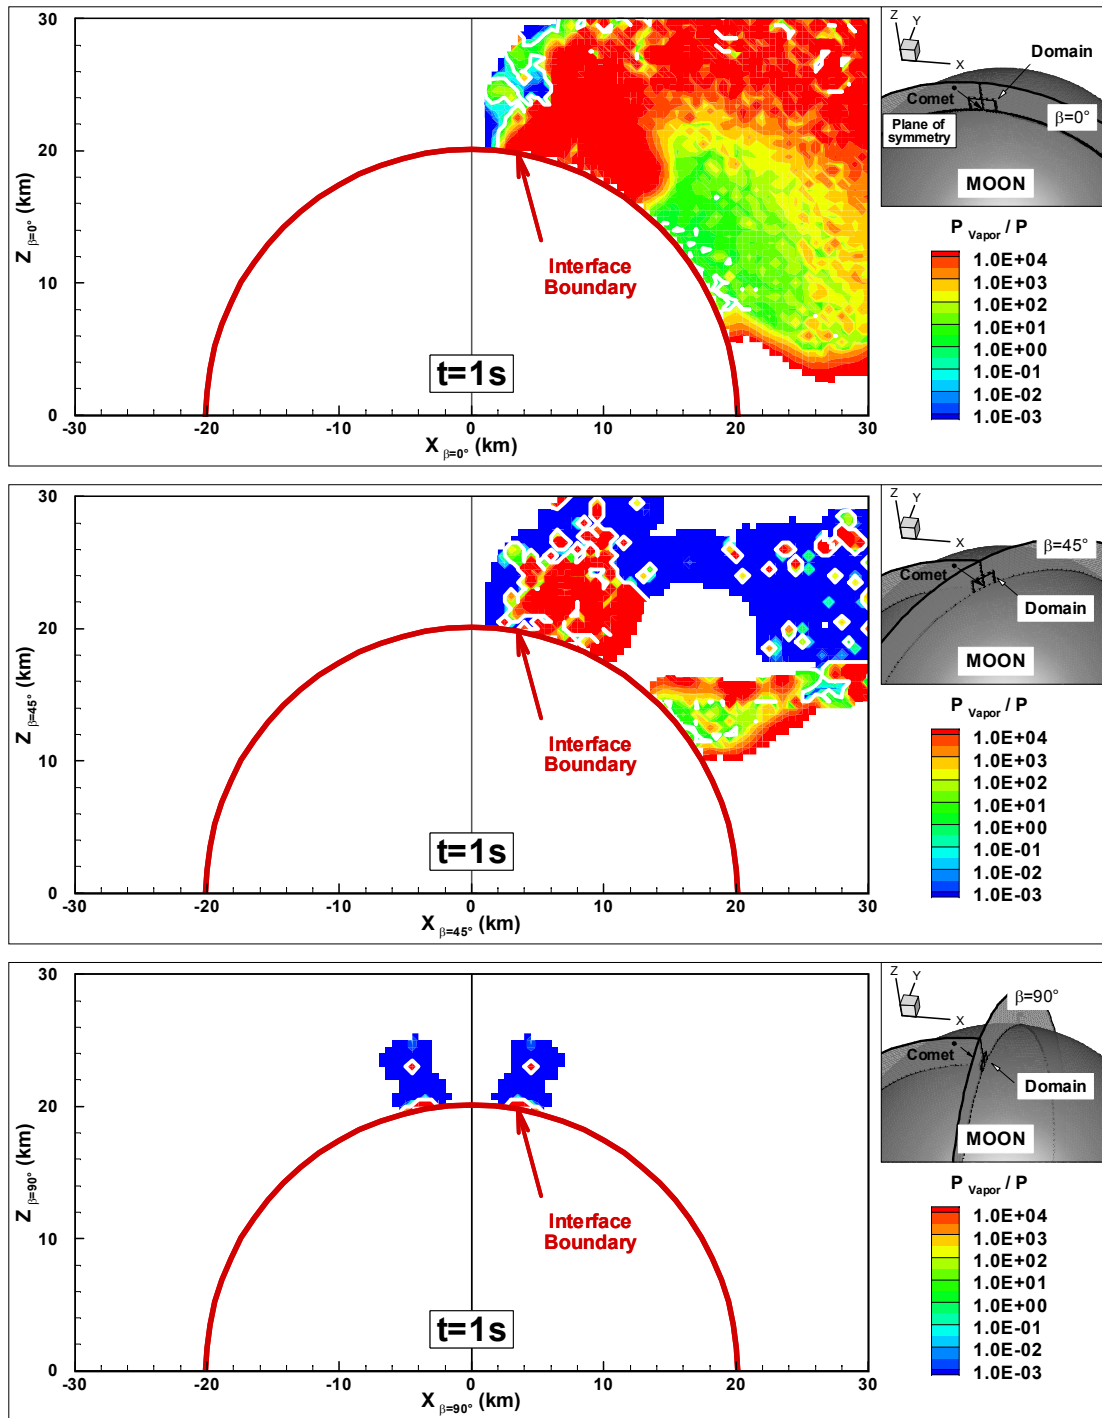 30
20
10
0
Z β=0° (km)
Interface
Boundary
t=1s
-30 -20 -10 0 10 20 30
X β=0° (km)
Z
Y
X
Domain
Comet
β=0°
Plane of
symmetry
MOON
P Vapor / P
1.0E+04
1.0E+03
1.0E+02
1.0E+01
1.0E+00
1.0E-01
1.0E-02
1.0E-03
30
20
10
0
Z β=45° (km)
Interface
Boundary
t=1s
-30 -20 -10 0 10 20 30
X β=45° (km)
Z
Y
X
β=45°
Comet
Domain
MOON
P Vapor / P
1.0E+04
1.0E+03
1.0E+02
1.0E+01
1.0E+00
1.0E-01
1.0E-02
1.0E-03
30
20
10
0
Z β=90° (km)
Interface
Boundary
t=1s
-30 -20 -10 0 10 20 30
X β=90° (km)
Z
Y
X
β=90°
Comet
Domain
MOON
P Vapor / P
1.0E+04
1.0E+03
1.0E+02
1.0E+01
1.0E+00
1.0E-01
1.0E-02
1.0E-03